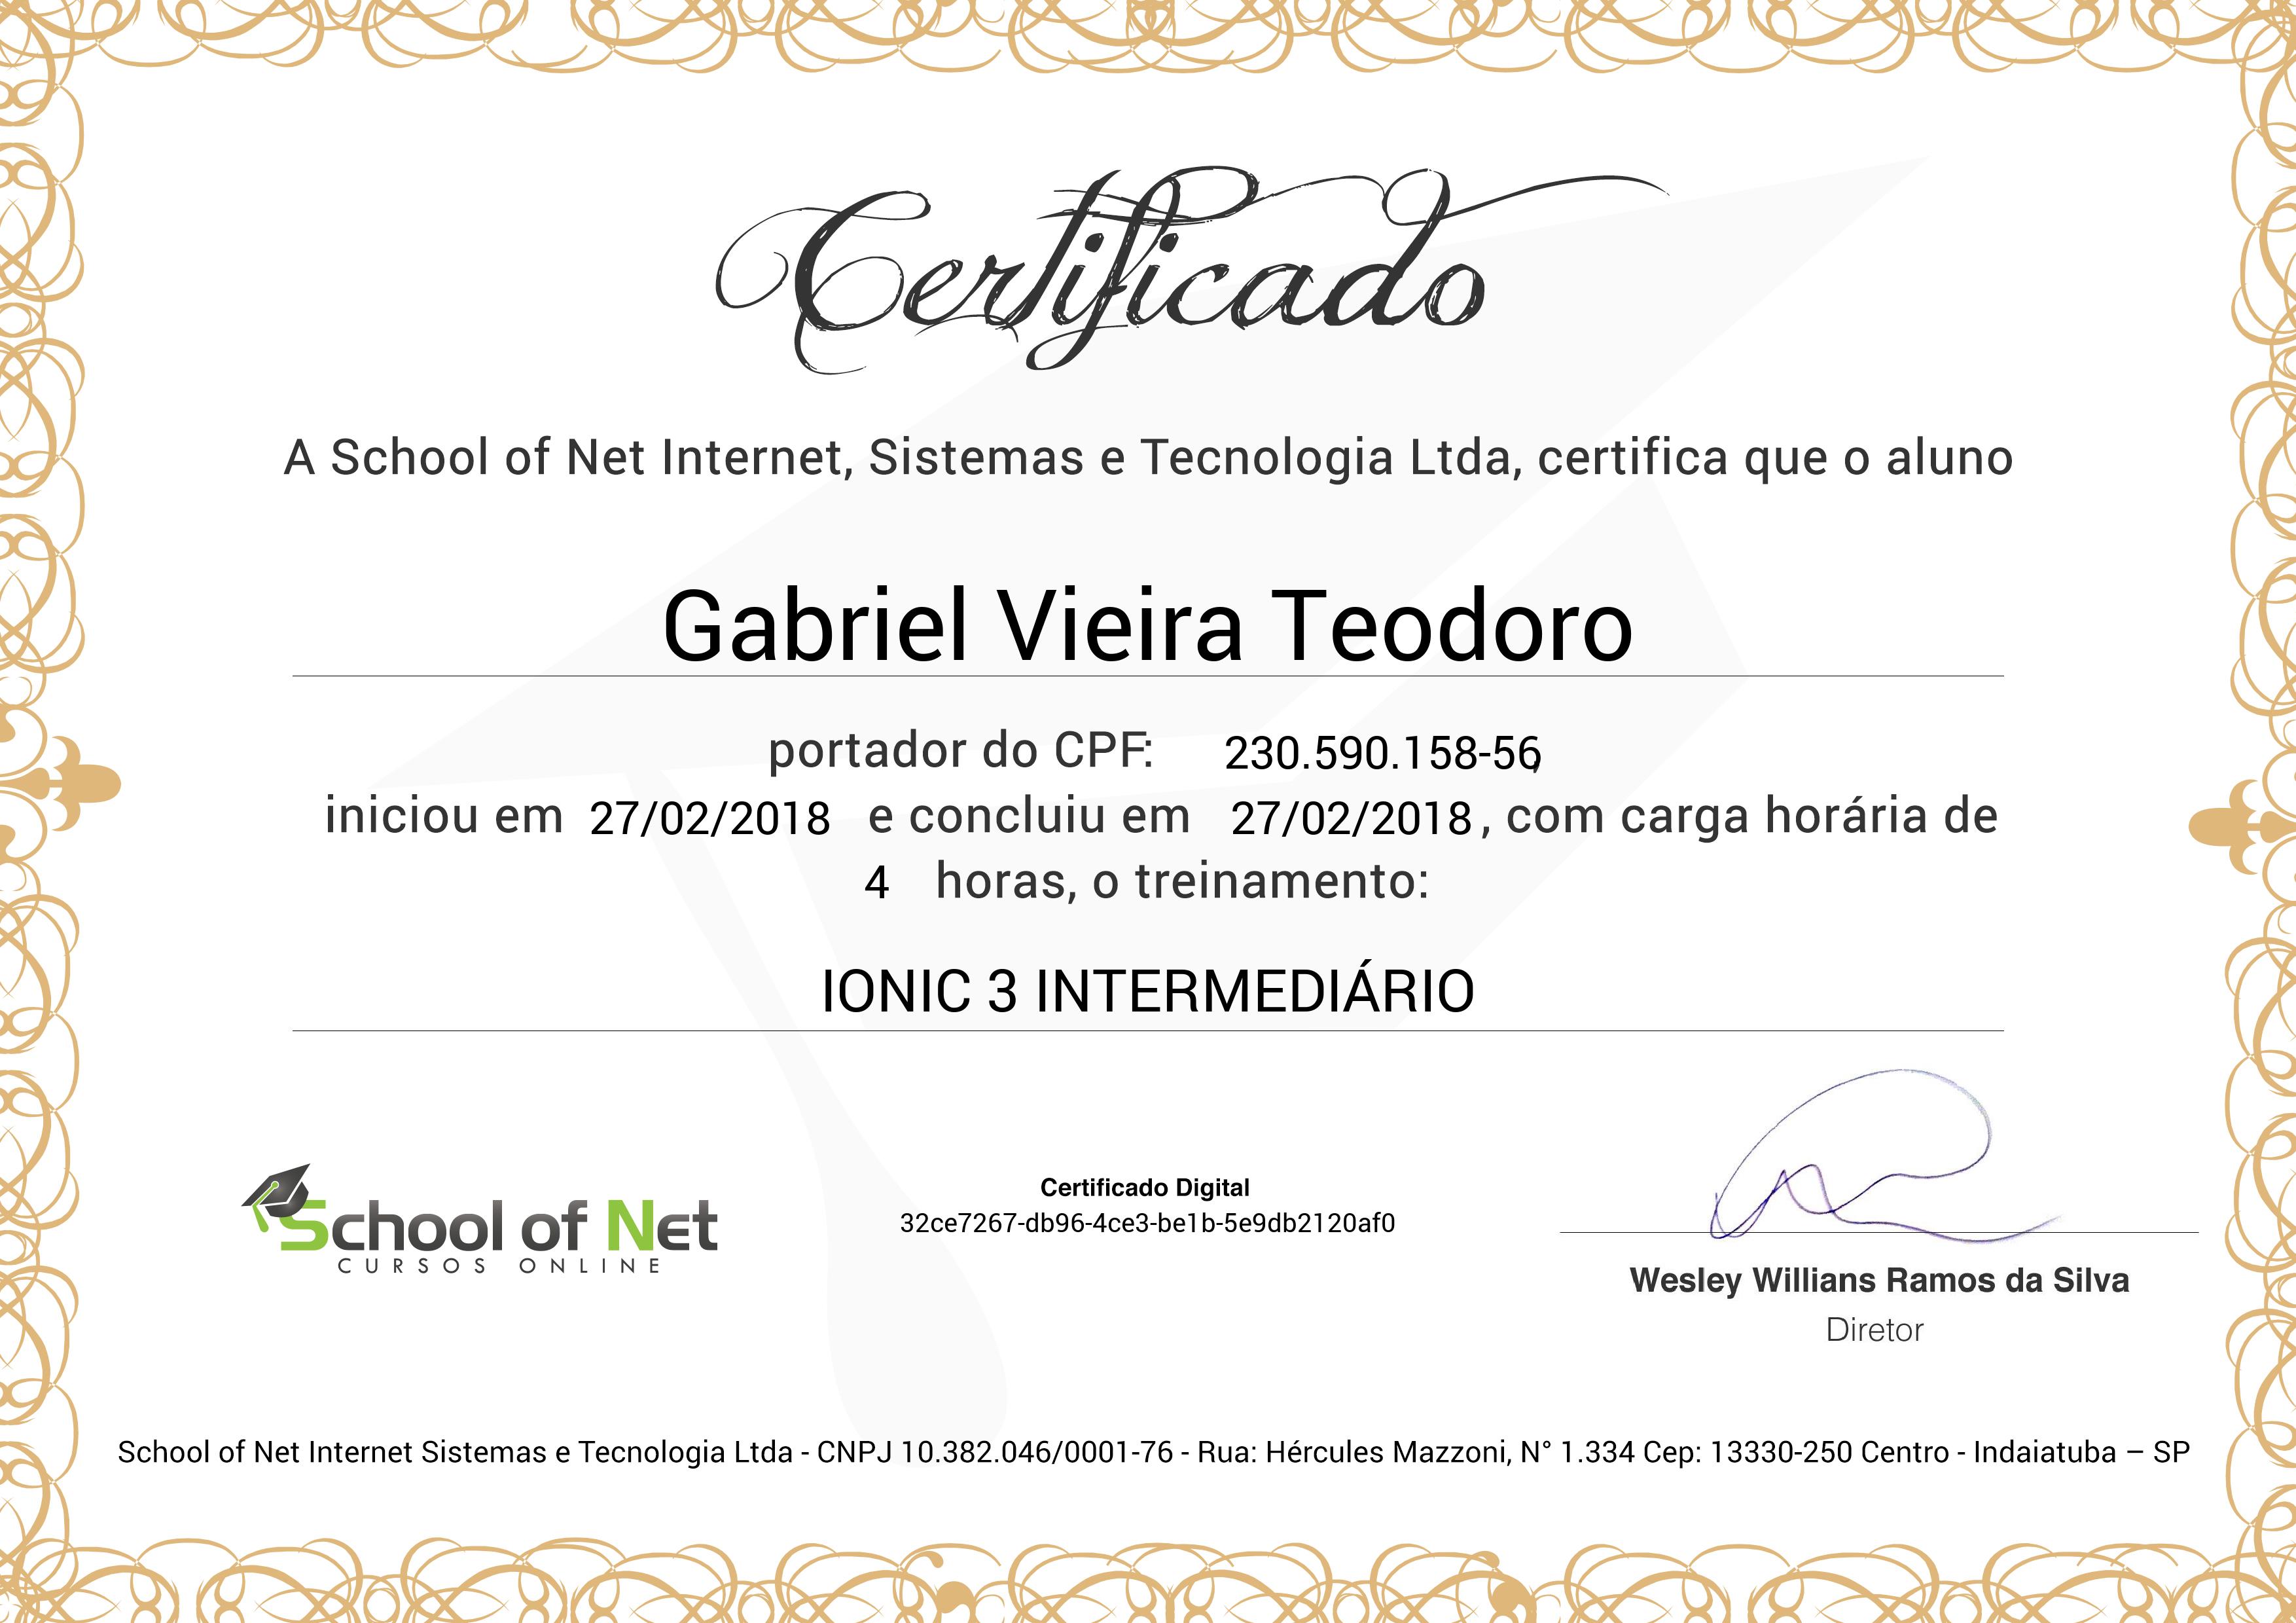 Certificado
A School of Net Internet, Sistemas e Tecnologia Ltda, certifica que o aluno
Gabriel Vieira Teodoro
portador do CPF: 230.590.158-56,
iniciou em 27/02/2018 e concluiu em 27/02/2018, com carga horária de
4 horas, o treinamento:
IONIC 3 INTERMEDIÁRIO
School of Net
CURSOS ONLINE
Certificado Digital
32ce7267-db96-4ce3-be1b-5e9db2120af0
Wesley Willians Ramos da Silva
Diretor
School of Net Internet Sistemas e Tecnologia Ltda - CNPJ 10.382.046/0001-76 - Rua: Hércules Mazzoni, N° 1.334 Cep: 13330-250 Centro - Indaiatuba – SP